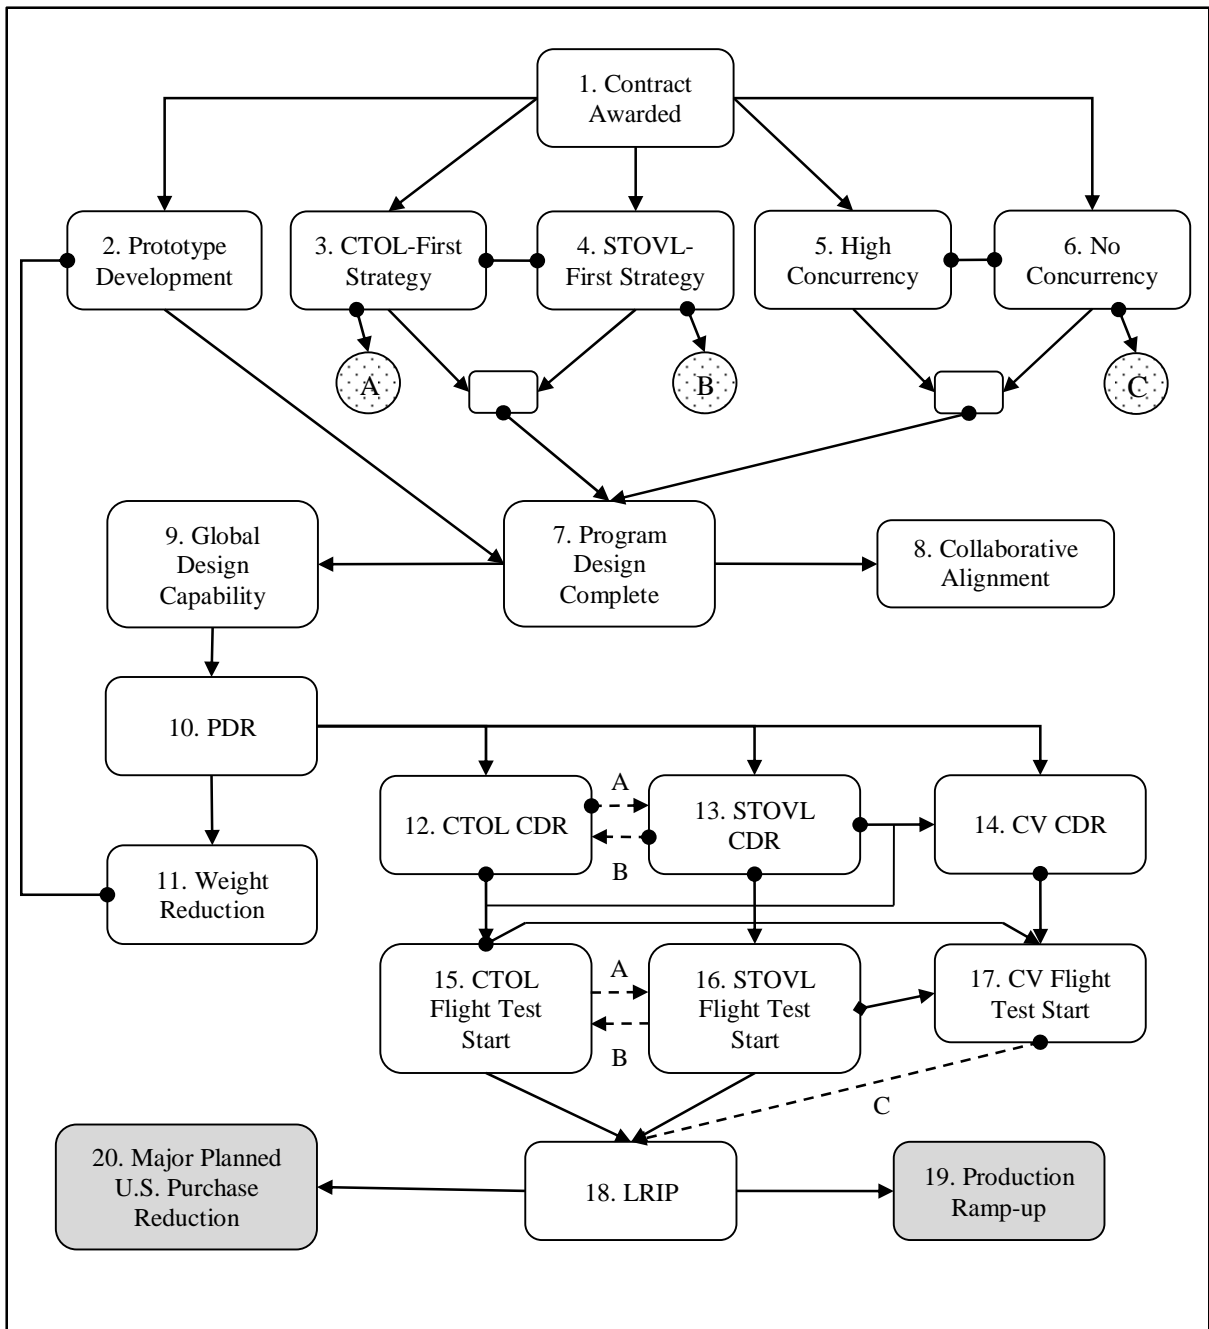 1. Contract
Awarded
2. Prototype
Development
3. CTOL-First
Strategy
4. STOVL-
First Strategy
5. High
Concurrency
6. No
Concurrency
A
B
C
9. Global
Design
Capability
7. Program
Design
Complete
8. Collaborative
Alignment
10. PDR
11. Weight
Reduction
12. CTOL CDR
A
B
13. STOVL
CDR
14. CV CDR
15. CTOL
Flight Test
Start
A
B
16. STOVL
Flight Test
Start
17. CV Flight
Test Start
C
20. Major Planned
U.S. Purchase
Reduction
18. LRIP
19. Production
Ramp-up